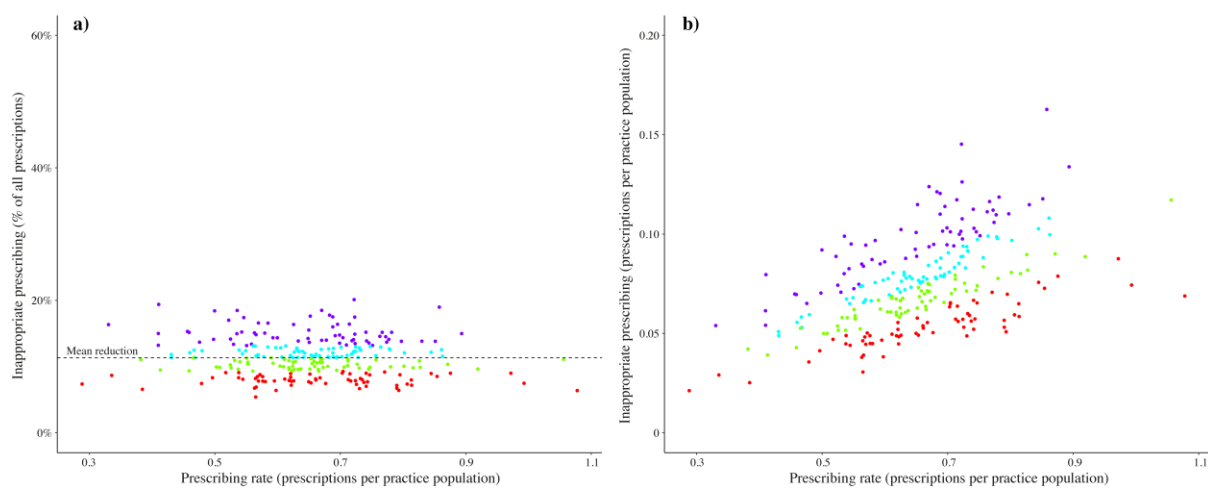 a)
60%
40%
20%
0%
Inappropriate prescribing (% of all prescriptions)
Mean reduction
0.3 0.5 0.7 0.9 1.1
Prescribing rate (prescriptions per practice population)
b)
0.20
0.15
0.10
0.05
0
Inappropriate prescribing (prescriptions per practice population)
0.3 0.5 0.7 0.9 1.1
Prescribing rate (prescriptions per practice population)